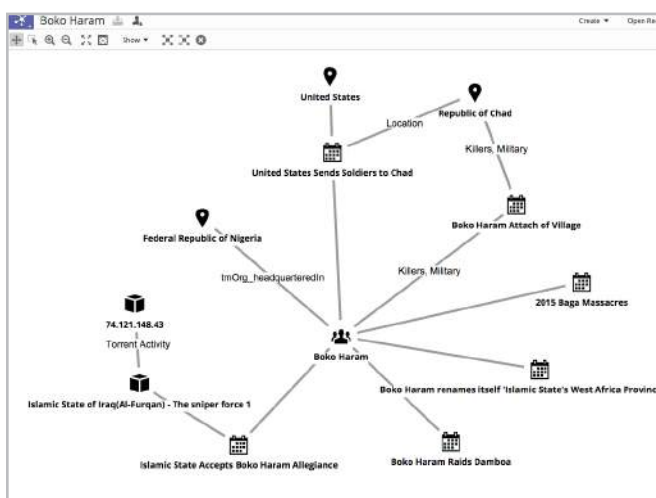 Boko Haram
Create
Open Re
Show
United States
Republic of Chad
Location
United States Sends Soldiers to Chad
Killers, Military
Boko Haram Attach of Village
Federal Republic of Nigeria
Killers, Military
tmOrg_headquarteredIn
2015 Baga Massacres
74.121.148.43
Torrent Activity
Boko Haram
Boko Haram renames itself 'Islamic State's West Africa Provinc
Islamic State of Iraq(Al-Furqan) - The sniper force 1
Islamic State Accepts Boko Haram Allegiance
Boko Haram Raids Damboa